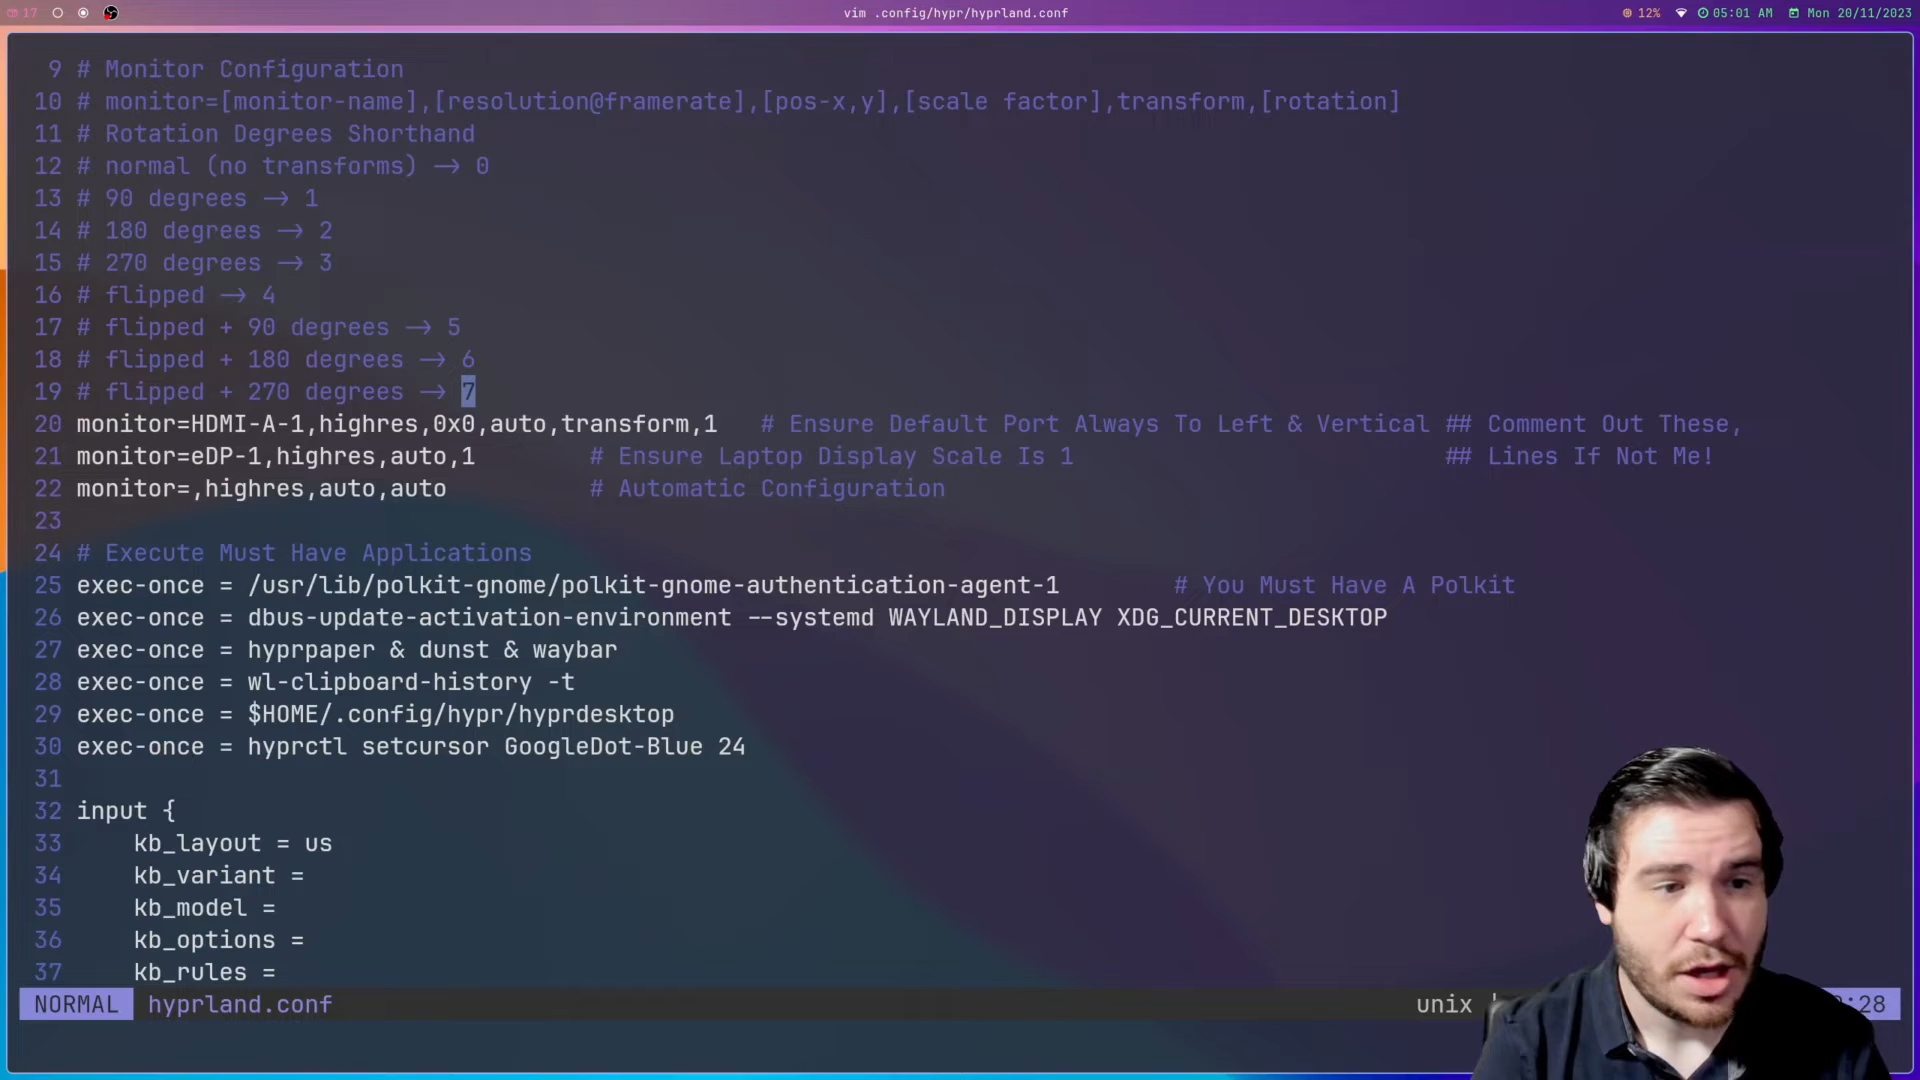 17
vim .config/hypr/hyprland.conf
12% 05:01 AM Mon 20/11/2023
9 # Monitor Configuration
10 # monitor=[monitor-name],[resolution@framerate],[pos-x,y],[scale factor],transform,[rotation]
11 # Rotation Degrees Shorthand
12 # normal (no transforms) -> 0
13 # 90 degrees -> 1
14 # 180 degrees -> 2
15 # 270 degrees -> 3
16 # flipped -> 4
17 # flipped + 90 degrees -> 5
18 # flipped + 180 degrees -> 6
19 # flipped + 270 degrees -> 7
20 monitor=HDMI-A-1,highres,0x0,auto,transform,1 # Ensure Default Port Always To Left & Vertical ## Comment Out These,
21 monitor=eDP-1,highres,auto,1 # Ensure Laptop Display Scale Is 1 ## Lines If Not Me!
22 monitor=,highres,auto,auto # Automatic Configuration
23
24 # Execute Must Have Applications
25 exec-once = /usr/lib/polkit-gnome/polkit-gnome-authentication-agent-1 # You Must Have A Polkit
26 exec-once = dbus-update-activation-environment --systemd WAYLAND_DISPLAY XDG_CURRENT_DESKTOP
27 exec-once = hyprpaper & dunst & waybar
28 exec-once = wl-clipboard-history -t
29 exec-once = $HOME/.config/hypr/hyprdesktop
30 exec-once = hyprctl setcursor GoogleDot-Blue 24
31
32 input {
33 kb_layout = us
34 kb_variant =
35 kb_model =
36 kb_options =
37 kb_rules =
NORMAL hyprland.conf unix :28